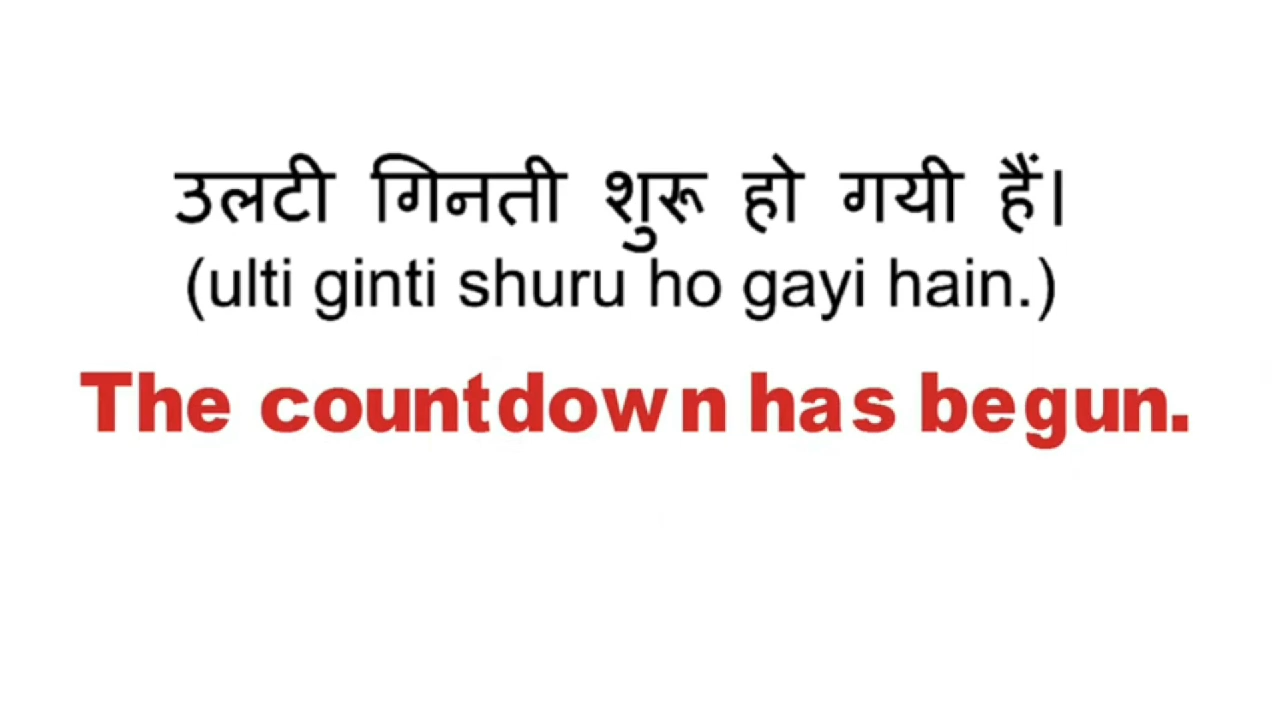 उलटी गिनती शुरू हो गयी हैं।
(ulti ginti shuru ho gayi hain.)
The countdown has begun.